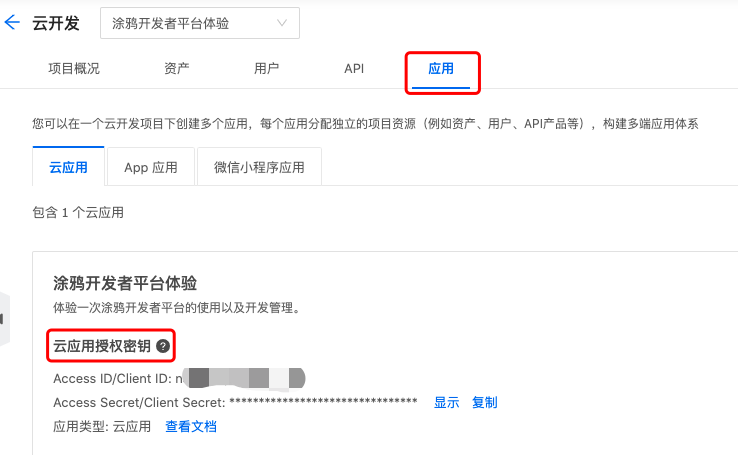 云开发 涂鸦开发者平台体验
项目概况 资产 用户 API 应用
您可以在一个云开发项目下创建多个应用，每个应用分配独立的项目资源（例如资产、用户、API产品等），构建多端应用体系
云应用 App 应用 微信小程序应用
包含 1 个云应用
涂鸦开发者平台体验
体验一次涂鸦开发者平台的使用以及开发管理。
云应用授权密钥 ?
Access ID/Client ID: n
Access Secret/Client Secret: ******************************** 显示 复制
应用类型: 云应用 查看文档